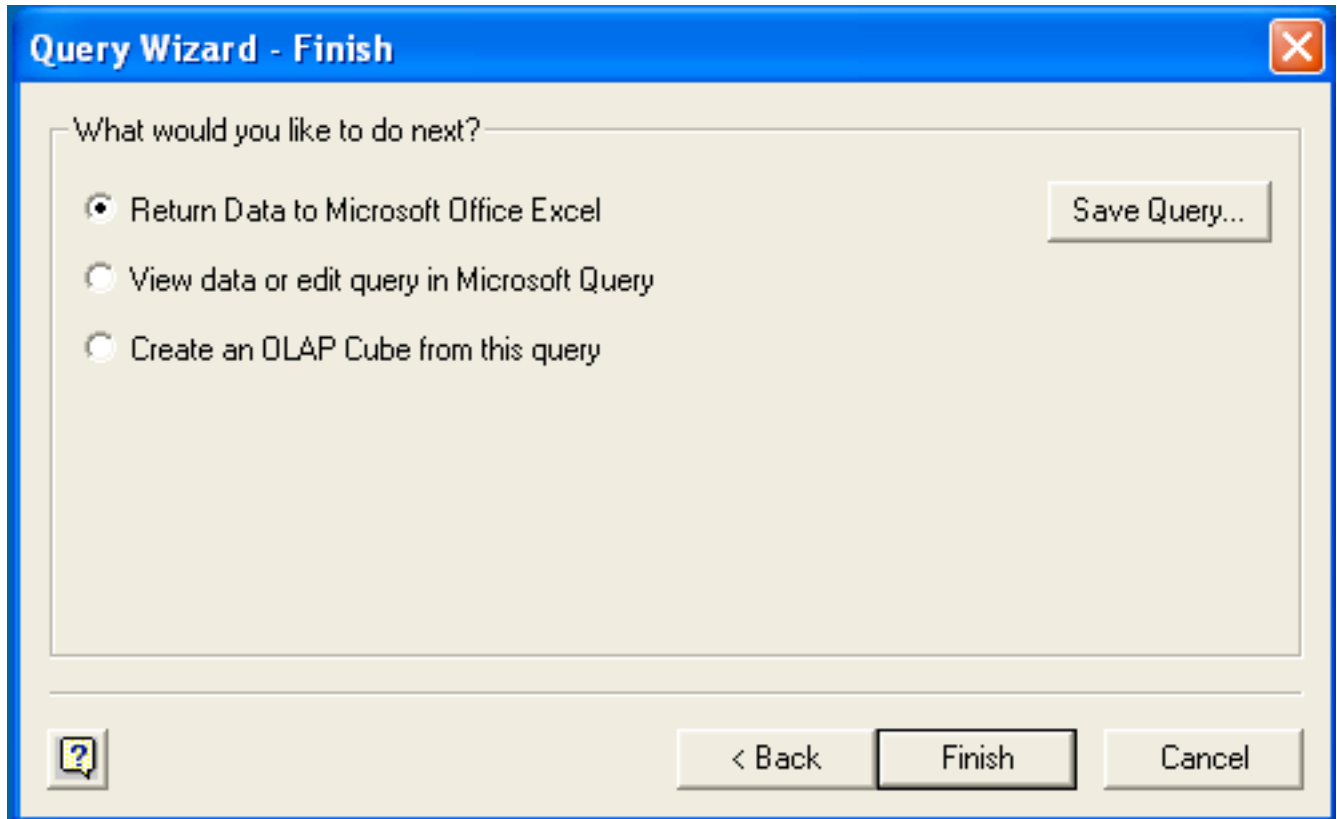 Query Wizard - Finish
What would you like to do next?
Return Data to Microsoft Office Excel
Save Query...
View data or edit query in Microsoft Query
Create an OLAP Cube from this query
?
< Back
Finish
Cancel